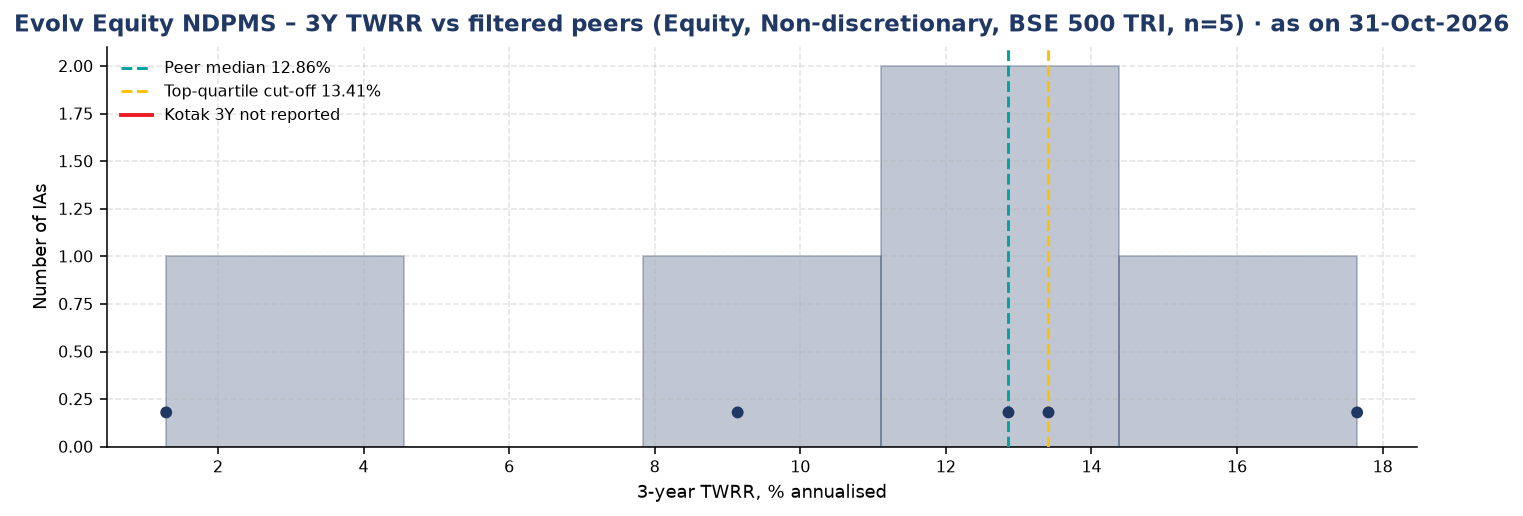 Evolv Equity NDPMS – 3Y TWRR vs filtered peers (Equity, Non-discretionary, BSE 500 TRI, n=5) · as on 31-Oct-2026
Peer median 12.86%
Top-quartile cut-off 13.41%
Kotak 3Y not reported
Number of IAs
2.00
1.75
1.50
1.25
1.00
0.75
0.50
0.25
0.00
2 4 6 8 10 12 14 16 18
3-year TWRR, % annualised